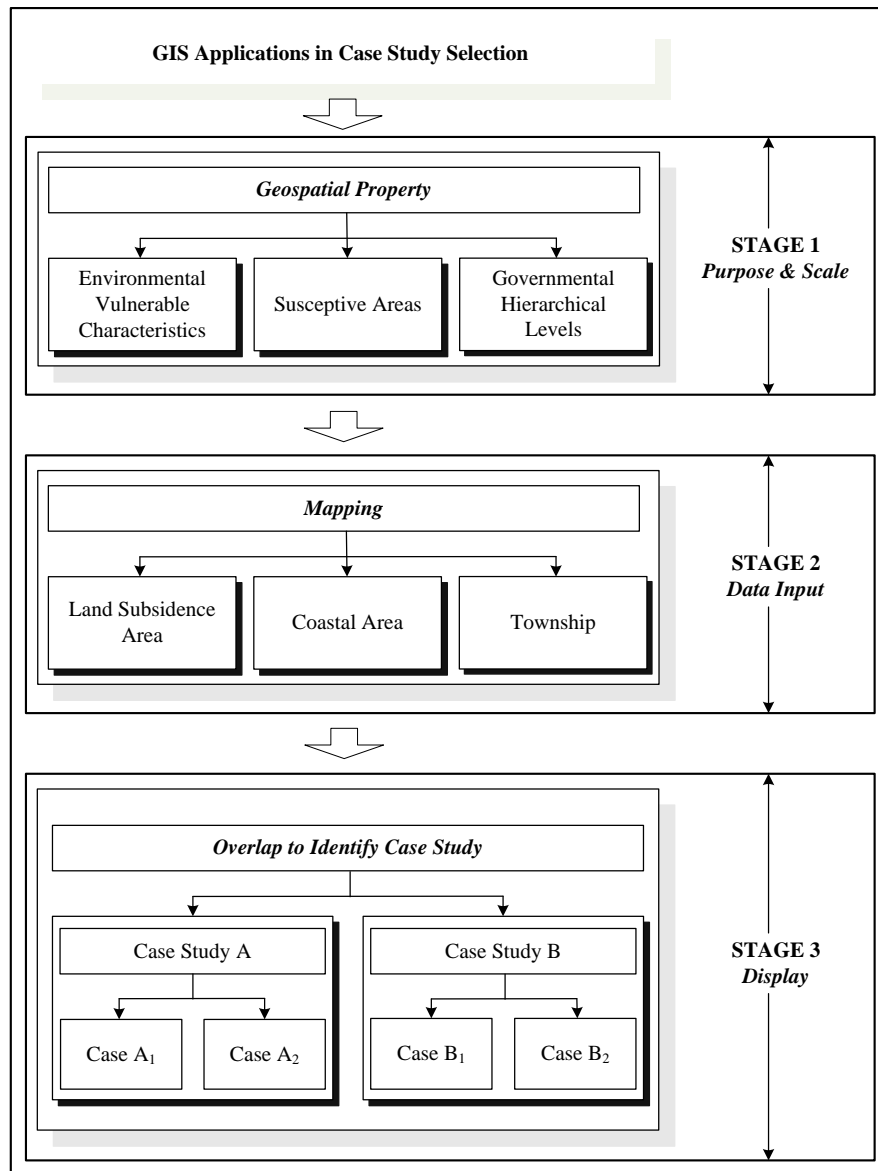 GIS Applications in Case Study Selection
Geospatial Property
Environmental
Vulnerable
Characteristics
Susceptive Areas
Governmental
Hierarchical
Levels
STAGE 1
Purpose & Scale
Mapping
Land Subsidence
Area
Coastal Area
Township
STAGE 2
Data Input
Overlap to Identify Case Study
Case Study A
Case A₁
Case A₂
Case Study B
Case B₁
Case B₂
STAGE 3
Display